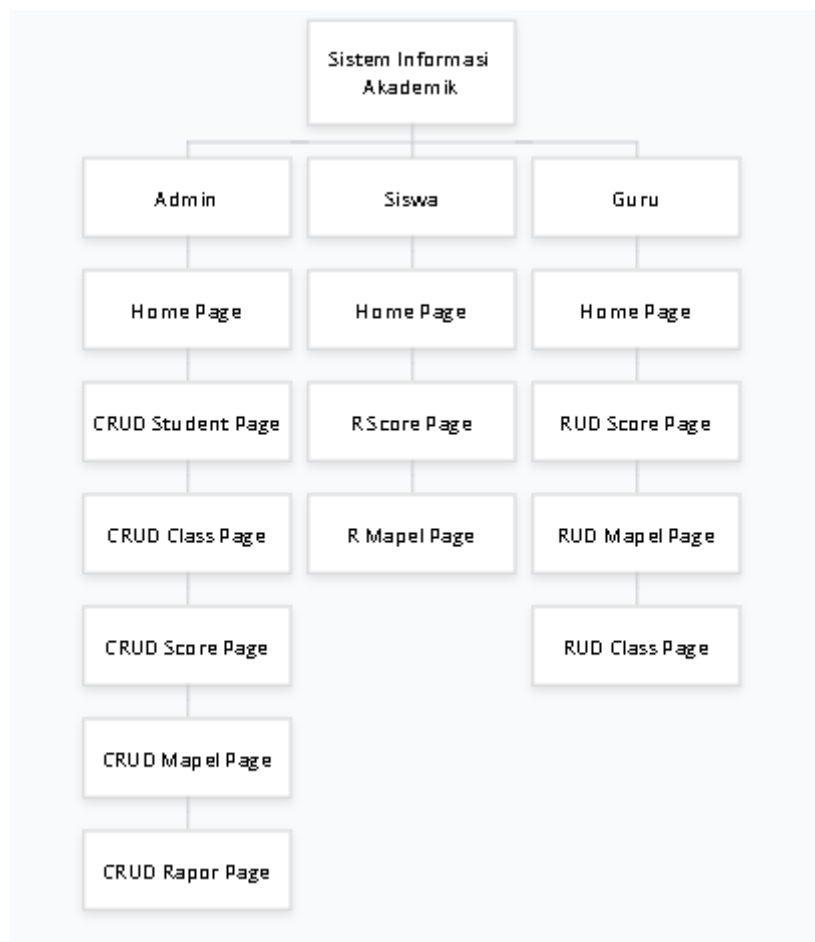 Sistem Informasi
Akademik
Admin
Siswa
Guru
Home Page
Home Page
Home Page
CRUD Student Page
R Score Page
RUD Score Page
CRUD Class Page
R Mapel Page
RUD Mapel Page
CRUD Score Page
RUD Class Page
CRUD Mapel Page
CRUD Rapor Page